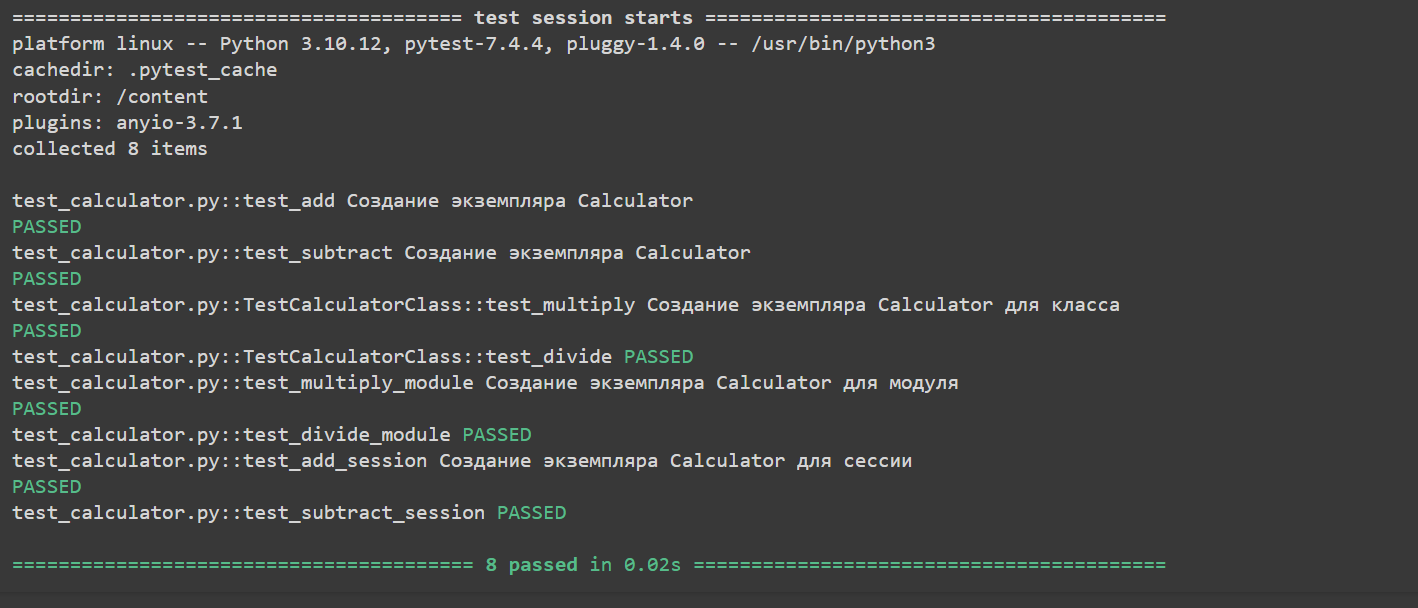 ======================================= test session starts ========================================
platform linux -- Python 3.10.12, pytest-7.4.4, pluggy-1.4.0 -- /usr/bin/python3
cachedir: .pytest_cache
rootdir: /content
plugins: anyio-3.7.1
collected 8 items
test_calculator.py::test_add Создание экземпляра Calculator
PASSED
test_calculator.py::test_subtract Создание экземпляра Calculator
PASSED
test_calculator.py::TestCalculatorClass::test_multiply Создание экземпляра Calculator для класса
PASSED
test_calculator.py::TestCalculatorClass::test_divide PASSED
test_calculator.py::test_multiply_module Создание экземпляра Calculator для модуля
PASSED
test_calculator.py::test_divide_module PASSED
test_calculator.py::test_add_session Создание экземпляра Calculator для сессии
PASSED
test_calculator.py::test_subtract_session PASSED
======================================== 8 passed in 0.02s =========================================